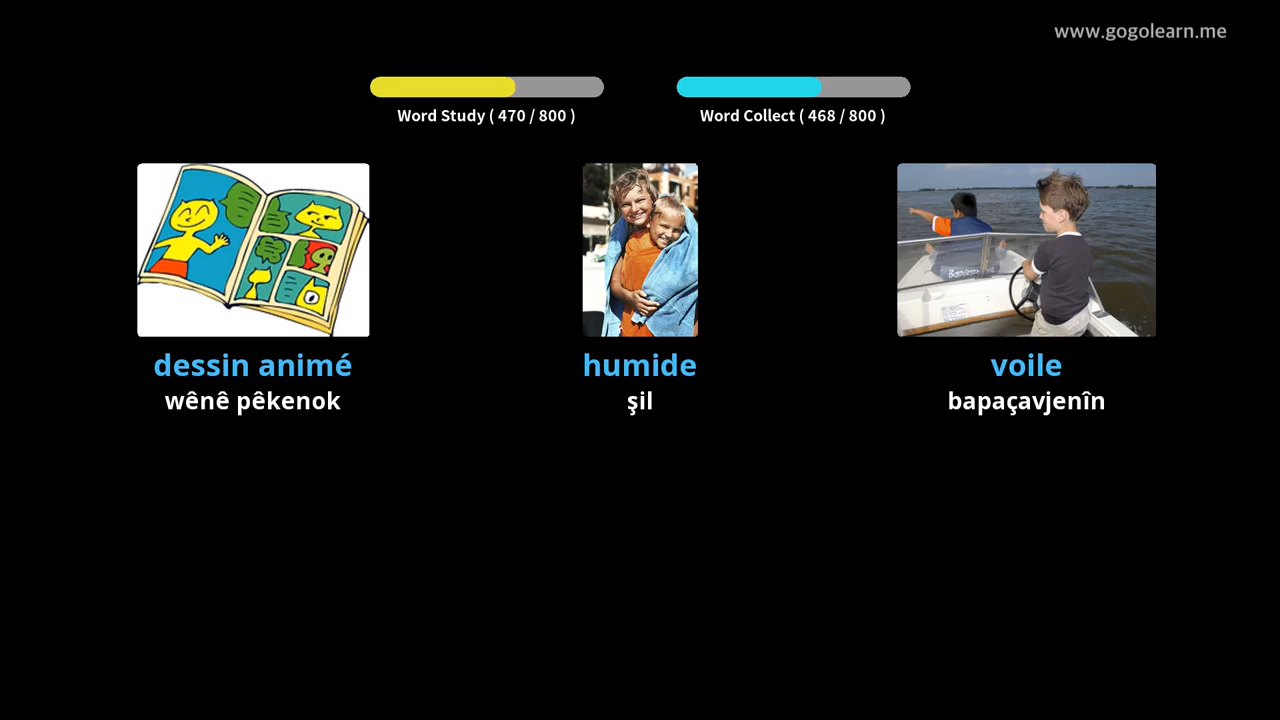 www.gogolearn.me
Word Study ( 470 / 800 )
Word Collect ( 468 / 800 )
dessin animé
wênê pêkenok
humide
şil
voile
bapaçavjenîn